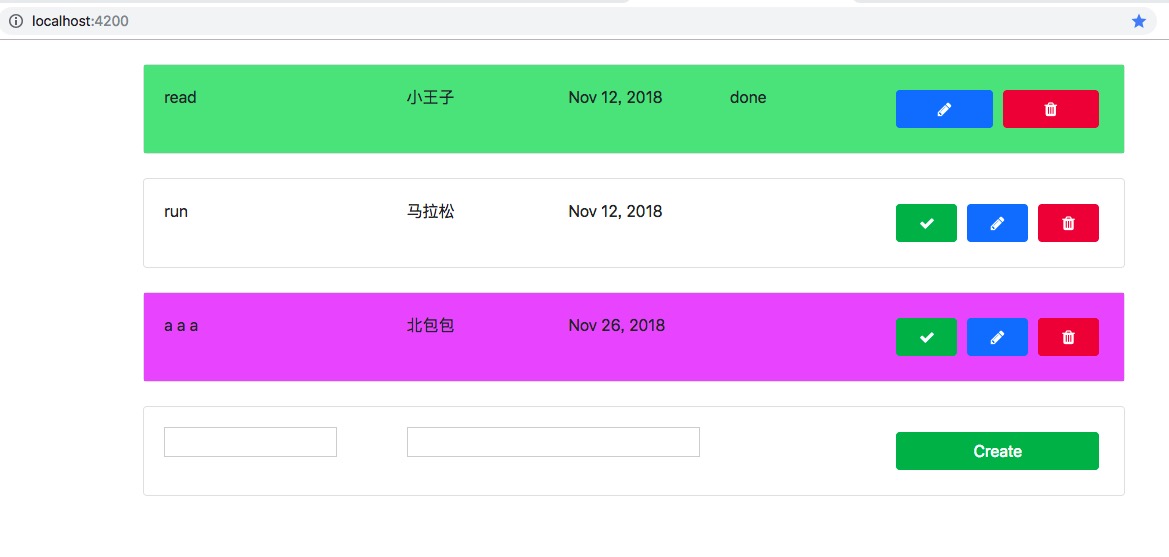 localhost:4200
read 小王子 Nov 12, 2018 done
run 马拉松 Nov 12, 2018
a a a 北包包 Nov 26, 2018
Create